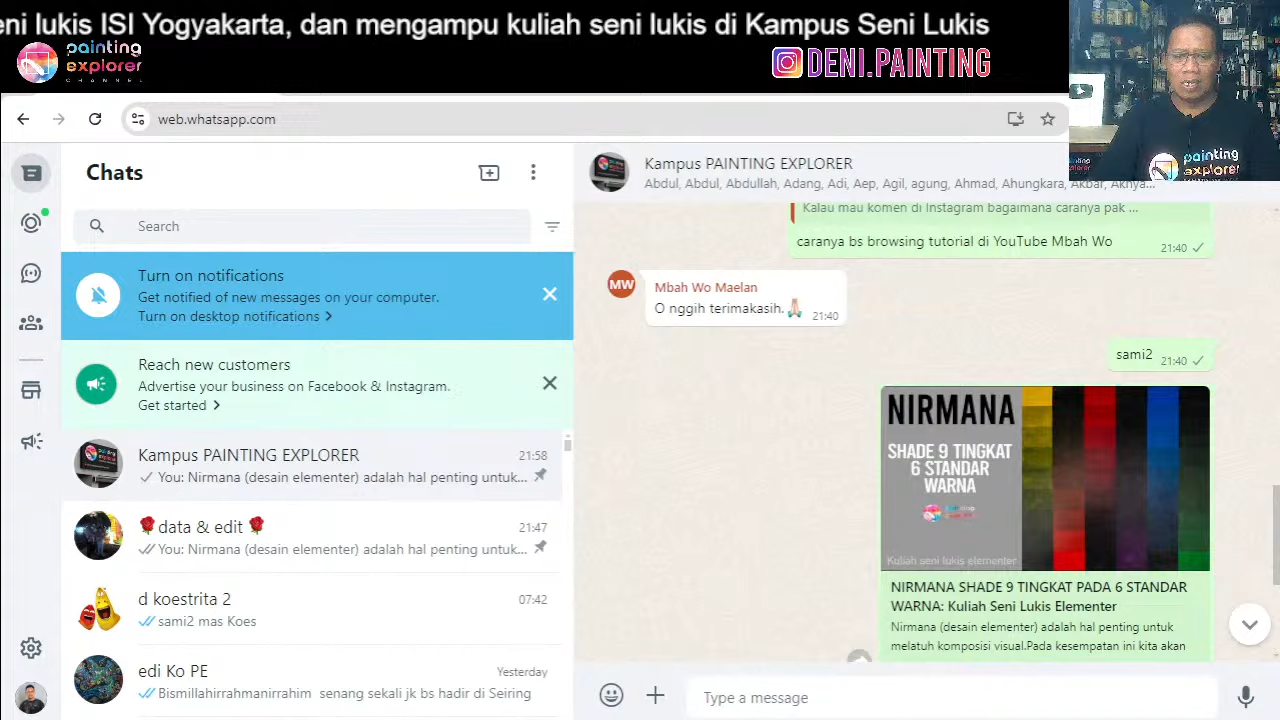 eni lukis ISI Yogyakarta, dan mengampu kuliah seni lukis di Kampus Seni Lukis
painting
explorer
CHANNEL
DENI.PAINTING
painting
explorer
web.whatsapp.com
Chats
Search
Turn on notifications
Get notified of new messages on your computer.
Turn on desktop notifications
Reach new customers
Advertise your business on Facebook & Instagram.
Get started
Kampus PAINTING EXPLORER
21:58
You: Nirmana (desain elementer) adalah hal penting untuk...
data & edit
21:47
You: Nirmana (desain elementer) adalah hal penting untuk...
d koestrita 2
07:42
sami2 mas Koes
edi Ko PE
Yesterday
Bismillahirrahmanirrahim senang sekali jk bs hadir di Seiring
Kampus PAINTING EXPLORER
Abdul, Abdul, Abdullah, Adang, Adi, Aep, Agil, agung, Ahmad, Ahungkara, Akbar, Akhya...
Kalau mau komen di Instagram bagaimana caranya pak ...
caranya bs browsing tutorial di YouTube Mbah Wo
21:40
MW
Mbah Wo Maelan
O nggih terimakasih.🙏🏻
21:40
sami2
21:40
NIRMANA
SHADE 9 TINGKAT
6 STANDAR
WARNA
Kuliah seni lukis elementer
NIRMANA SHADE 9 TINGKAT PADA 6 STANDAR
WARNA: Kuliah Seni Lukis Elementer
Nirmana (desain elementer) adalah hal penting untuk
melatuh komposisi visual.Pada kesempatan ini kita akan
Type a message